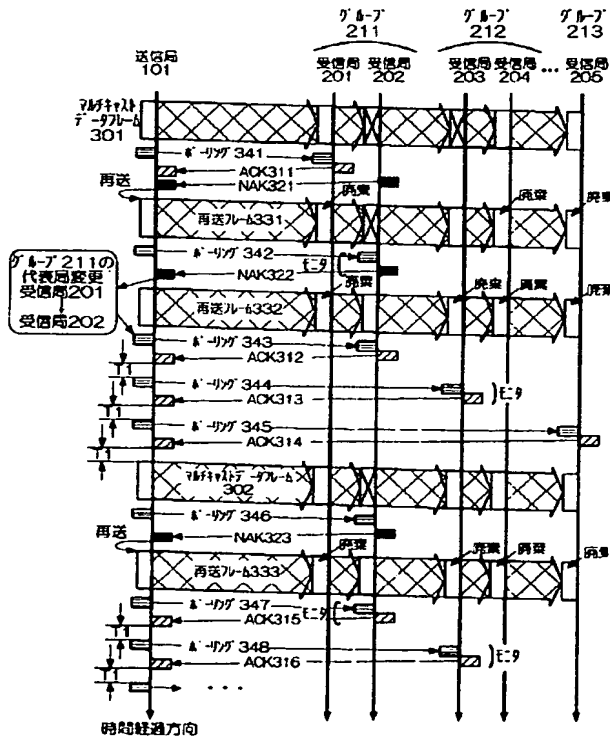 グループ 211
グループ 212
グループ 213
送信局 101
受信局 201
受信局 202
受信局 203
受信局 204
...
受信局 205
マルチキャスト
データフレーム
301
ポーリング 341
ACK311
NAK321
再送
廃棄
廃棄
廃棄
再送フレーム331
ポーリング 342
モニタ
NAK322
グループ 211の
代表局変更
受信局201
↓
受信局202
廃棄
廃棄
廃棄
廃棄
再送フレーム332
ポーリング 343
ACK312
T1
ポーリング 344
ACK313
モニタ
T1
ポーリング 345
ACK314
T1
マルチキャストデータフレーム
302
ポーリング 346
NAK323
再送
廃棄
廃棄
廃棄
廃棄
再送フレーム333
ポーリング 347
モニタ
ACK315
T1
ポーリング 348
ACK316
モニタ
T1
...
時間経過方向